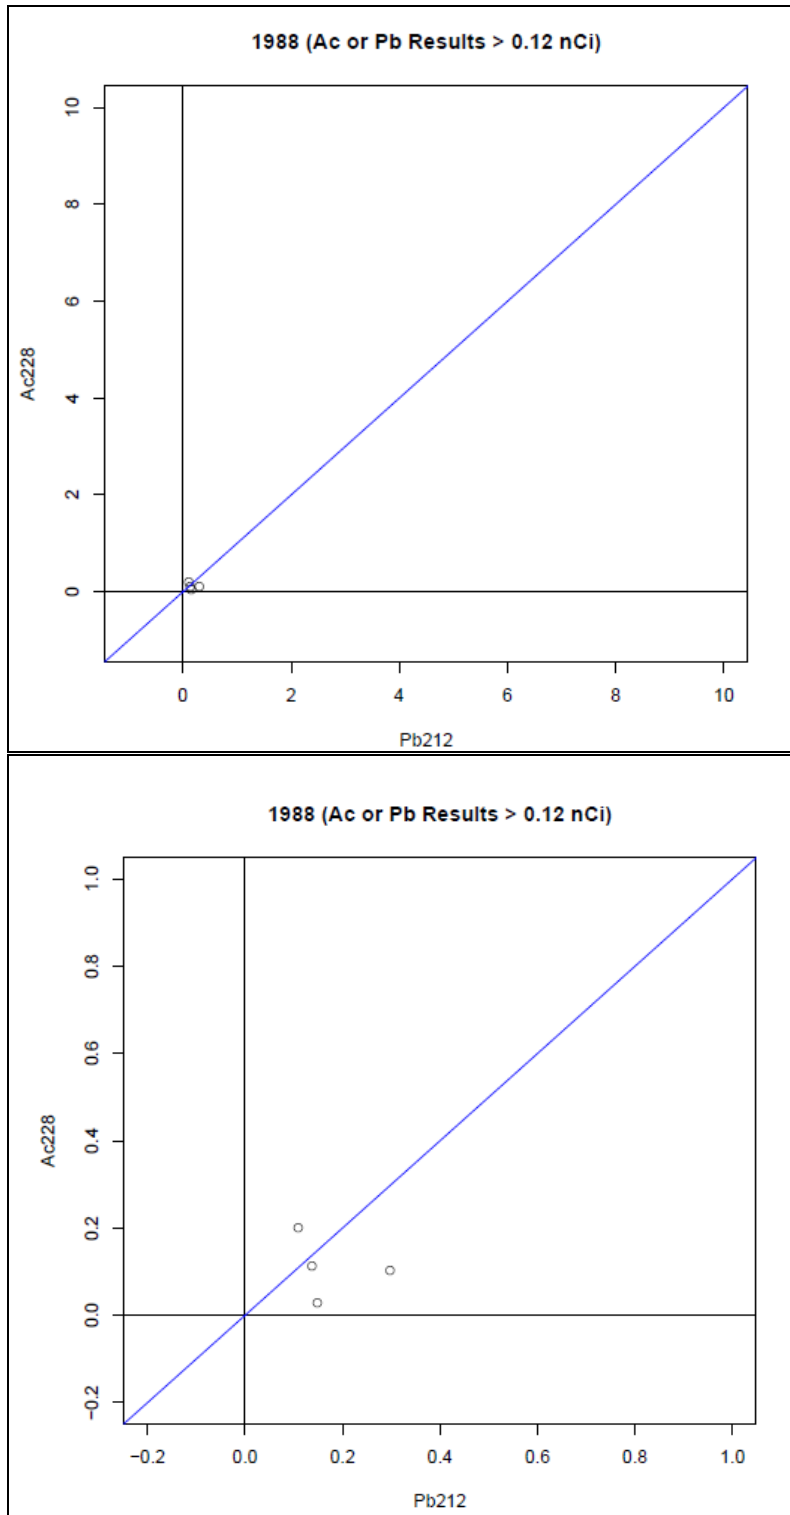 1988 (Ac or Pb Results > 0.12 nCi)
10
8
6
4
2
0
Ac228
0 2 4 6 8 10
Pb212
1988 (Ac or Pb Results > 0.12 nCi)
1.0
0.8
0.6
0.4
0.2
0.0
−0.2
Ac228
−0.2 0.0 0.2 0.4 0.6 0.8 1.0
Pb212